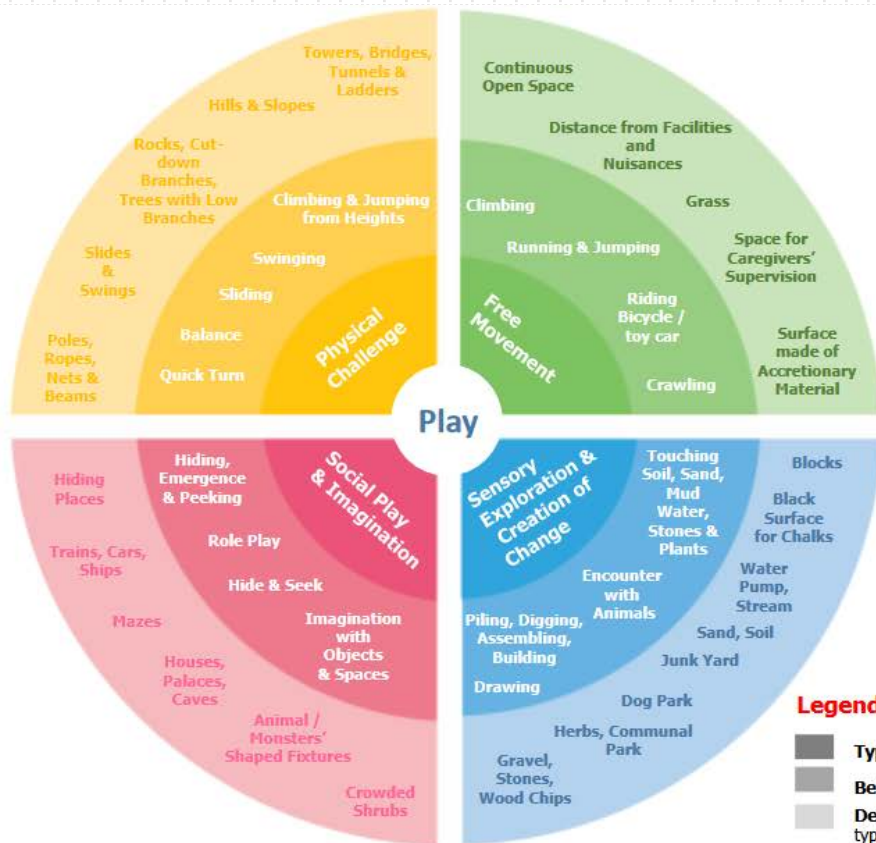 Towers, Bridges,
Tunnels &
Ladders
Hills & Slopes
Rocks, Cut-
down
Branches,
Trees with Low
Branches
Slides
&
Swings
Poles,
Ropes,
Nets &
Beams
Climbing & Jumping
from Heights
Swinging
Sliding
Balance
Quick Turn
Physical
Challenge
Continuous
Open Space
Distance from Facilities
and
Nuisances
Grass
Space for
Caregivers'
Supervision
Surface
made of
Accretionary
Material
Climbing
Running & Jumping
Riding
Bicycle /
toy car
Crawling
Free
Movement
Play
Hiding
Places
Trains, Cars,
Ships
Mazes
Houses,
Palaces,
Caves
Animal /
Monsters'
Shaped Fixtures
Crowded
Shrubs
Hiding,
Emergence
& Peeking
Role Play
Hide & Seek
Imagination
with
Objects
& Spaces
Social Play
& Imagination
Sensory
Exploration &
Creation of
Change
Touching
Soil, Sand,
Mud
Water,
Stones &
Plants
Encounter
with
Animals
Piling, Digging,
Assembling,
Building
Drawing
Blocks
Black
Surface
for Chalks
Water
Pump,
Stream
Sand, Soil
Junk Yard
Dog Park
Herbs, Communal
Park
Gravel,
Stones,
Wood Chips
Legend
Typ
Be
De
typ